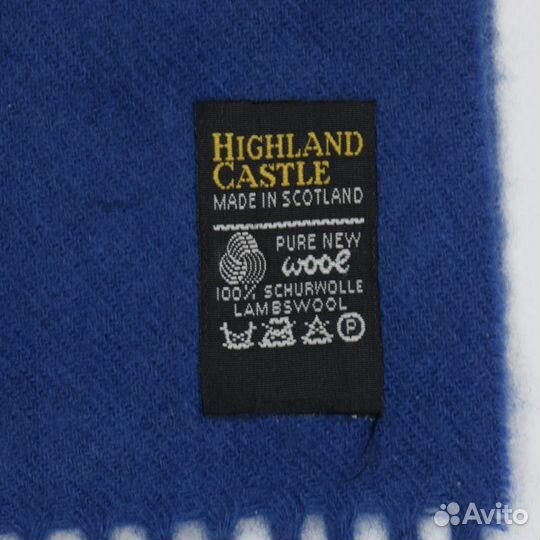 HIGHLAND
CASTLE
MADE IN SCOTLAND
PURE NEW
wool
100% SCHURWOLLE
LAMBSWOOL
P
Avito